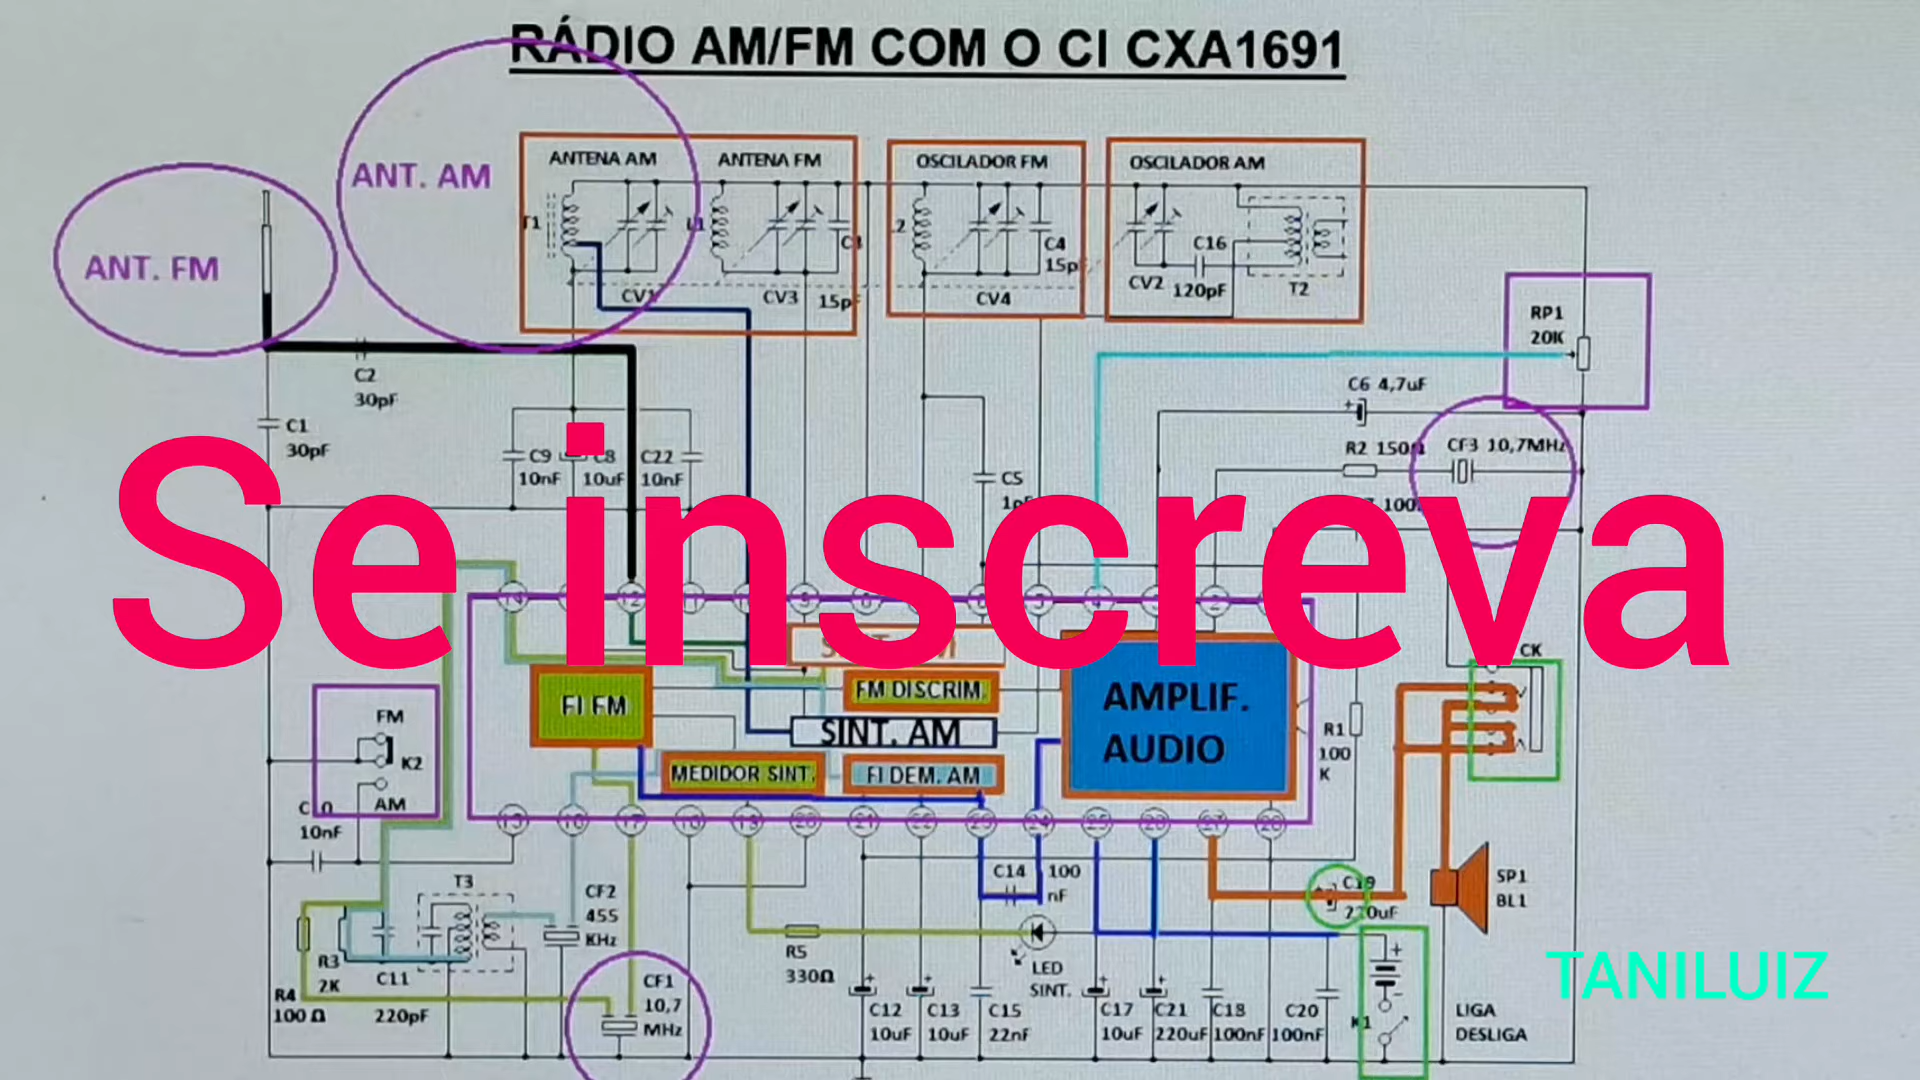 RÁDIO AM/FM COM O CI CXA1691
ANTENA AM
ANTENA FM
OSCILADOR FM
OSCILADOR AM
ANT. AM
ANT. FM
C4
15pF
C16
120pF
CV1
CV3
15pF
CV4
CV2
T2
RP1
20K
C2
30pF
C6 4,7uF
C1
30pF
R2 150Ω
CF3 10,7MHz
C9
10nF
C8
10uF
C22
10nF
C5
Se inscreva
CK
FI FM
FM DISCRIM.
AMPLIF.
AUDIO
SINT. AM
R1
100
K
FM
K2
AM
MEDIDOR SINT.
FI DEM. AM
10nF
T3
CF2
455
KHz
C14
100
nF
C19
220uF
SP1
BL1
R3
2K
C11
220pF
R4
100 Ω
CF1
10,7
MHz
R5
330Ω
LED
SINT.
C12
10uF
C13
10uF
C15
22nF
C17
10uF
C21
220uF
C18
100nF
C20
100nF
K1
LIGA
DESLIGA
TANILUIZ